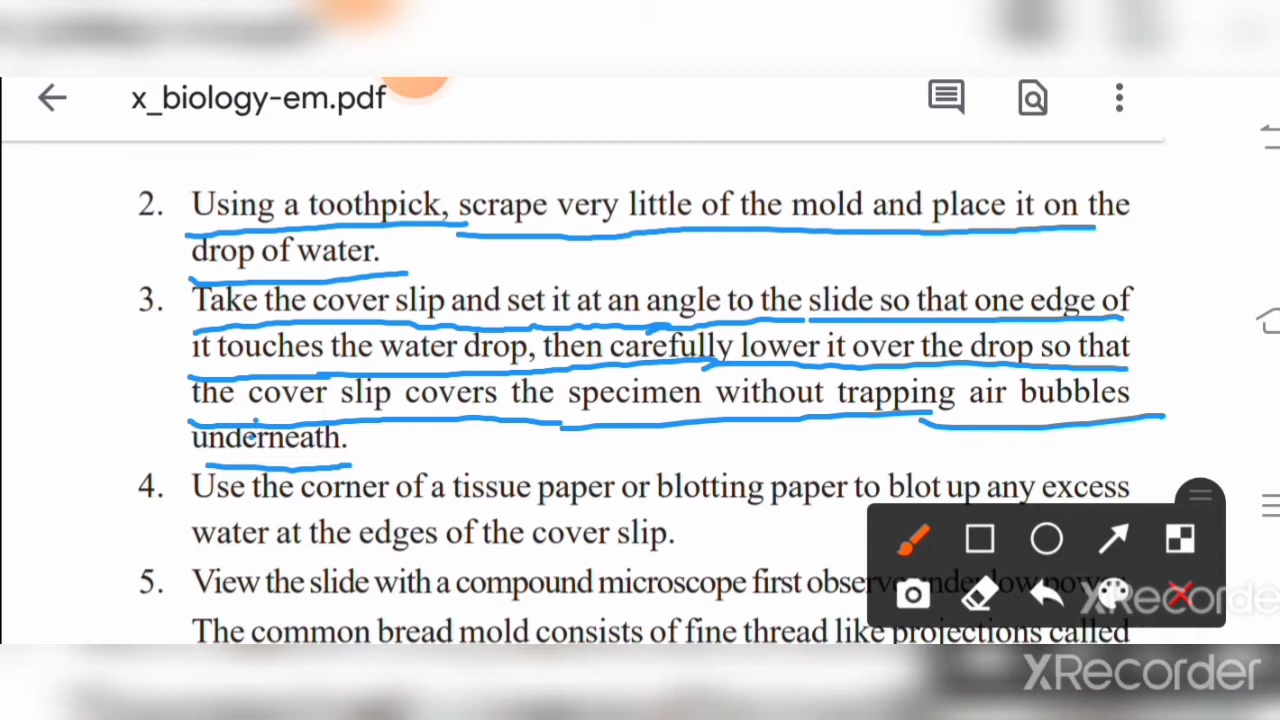 x_biology-em.pdf
2. Using a toothpick, scrape very little of the mold and place it on the
drop of water.
3. Take the cover slip and set it at an angle to the slide so that one edge of
it touches the water drop, then carefully lower it over the drop so that
the cover slip covers the specimen without trapping air bubbles
underneath.
4. Use the corner of a tissue paper or blotting paper to blot up any excess
water at the edges of the cover slip.
5. View the slide with a compound microscope first observe under low power.
The common bread mold consists of fine thread like projections called
XRecorder
XRecorder